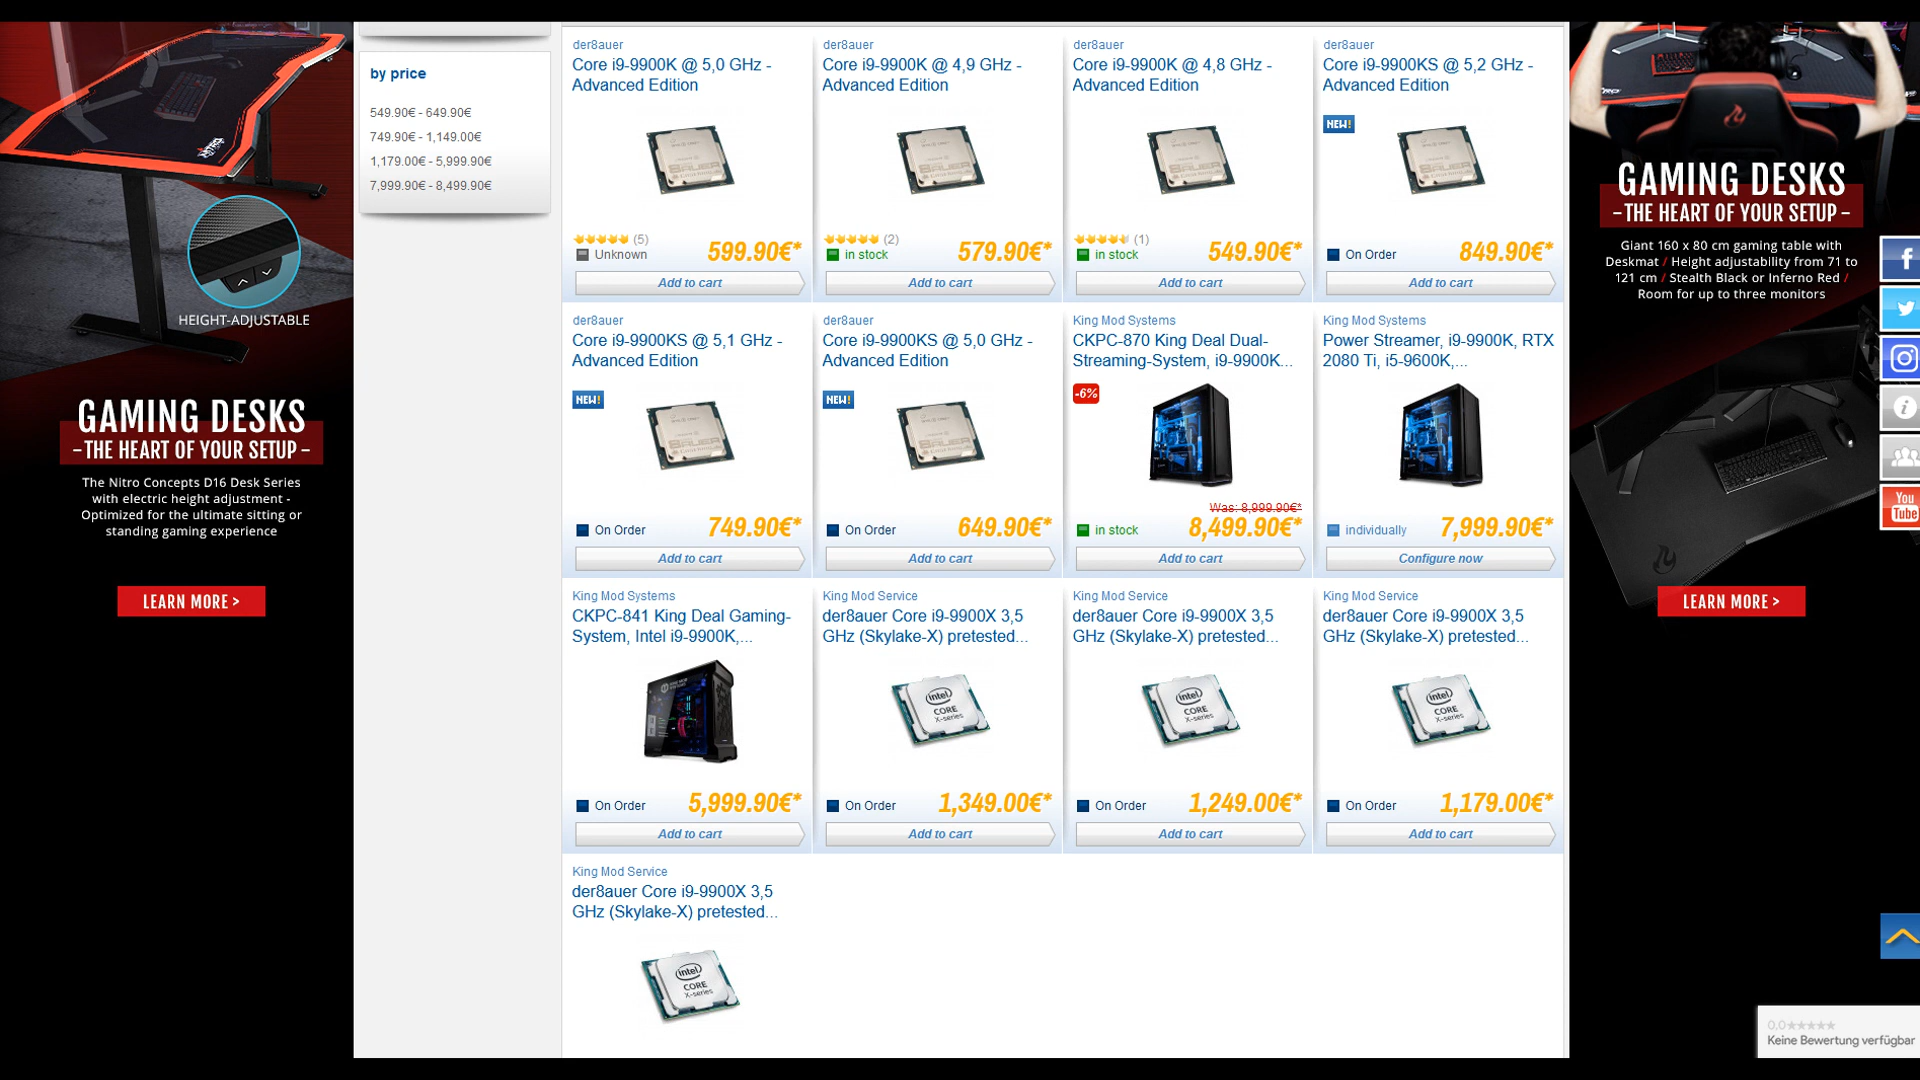 HEIGHT-ADJUSTABLE
GAMING DESKS
- THE HEART OF YOUR SETUP -
The Nitro Concepts D16 Desk Series
with electric height adjustment -
Optimized for the ultimate sitting or
standing gaming experience
LEARN MORE >
by price
549.90€ - 649.90€
749.90€ - 1,149.00€
1,179.00€ - 5,999.90€
7,999.90€ - 8,499.90€
der8auer
Core i9-9900K @ 5,0 GHz -
Advanced Edition
(5)
Unknown
599.90€*
Add to cart
der8auer
Core i9-9900K @ 4,9 GHz -
Advanced Edition
(2)
in stock
579.90€*
Add to cart
der8auer
Core i9-9900K @ 4,8 GHz -
Advanced Edition
(1)
in stock
549.90€*
Add to cart
der8auer
Core i9-9900KS @ 5,2 GHz -
Advanced Edition
NEW!
On Order
849.90€*
Add to cart
der8auer
Core i9-9900KS @ 5,1 GHz -
Advanced Edition
NEW!
On Order
749.90€*
Add to cart
der8auer
Core i9-9900KS @ 5,0 GHz -
Advanced Edition
NEW!
On Order
649.90€*
Add to cart
King Mod Systems
CKPC-870 King Deal Dual-
Streaming-System, i9-9900K...
-6%
Was: 8,999.90€*
in stock
8,499.90€*
Add to cart
King Mod Systems
Power Streamer, i9-9900K, RTX
2080 Ti, i5-9600K,...
individually
7,999.90€*
Configure now
King Mod Systems
CKPC-841 King Deal Gaming-
System, Intel i9-9900K,...
On Order
5,999.90€*
Add to cart
King Mod Service
der8auer Core i9-9900X 3,5
GHz (Skylake-X) pretested...
intel
CORE
X-series
On Order
1,349.00€*
Add to cart
King Mod Service
der8auer Core i9-9900X 3,5
GHz (Skylake-X) pretested...
intel
CORE
X-series
On Order
1,249.00€*
Add to cart
King Mod Service
der8auer Core i9-9900X 3,5
GHz (Skylake-X) pretested...
intel
CORE
X-series
On Order
1,179.00€*
Add to cart
King Mod Service
der8auer Core i9-9900X 3,5
GHz (Skylake-X) pretested...
intel
CORE
X-series
GAMING DESKS
- THE HEART OF YOUR SETUP -
Giant 160 x 80 cm gaming table with
Deskmat / Height adjustability from 71 to
121 cm / Stealth Black or Inferno Red /
Room for up to three monitors
LEARN MORE >
You
Tube
0,0
Keine Bewertung verfügbar